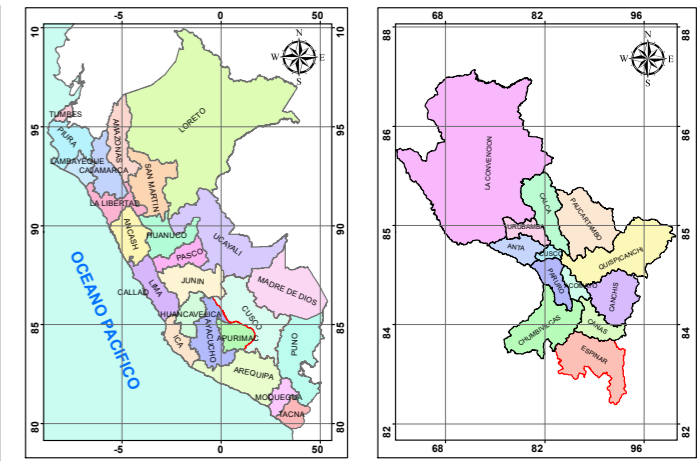 -5 0 50
10 10
N
W E
S
TUMBES
LORETO
95 95
PIURA
AMAZONAS
LAMBAYEQUE
CAJAMARCA
SAN MARTIN
LA LIBERTAD
90 90
ANCASH
HUANUCO
UCAYALI
PASCO
OCEANO PACIFICO
LIMA
JUNIN
CALLAO
MADRE DE DIOS
HUANCAVELICA
CUSCO
85 85
AYACUCHO
APURIMAC
ICA
PUNO
AREQUIPA
MOQUEGUA
TACNA
80 80
-5 0 50
68 82 96
88 88
N
W E
S
86 86
LA CONVENCION
CALCA
PAUCARTAMBO
URUBAMBA
85 85
ANTA
CUSCO
QUISPICANCHI
PARURO
ACOMAYO
CANCHIS
84 84
CHUMBIVILCAS
CANAS
ESPINAR
82 82
68 82 96